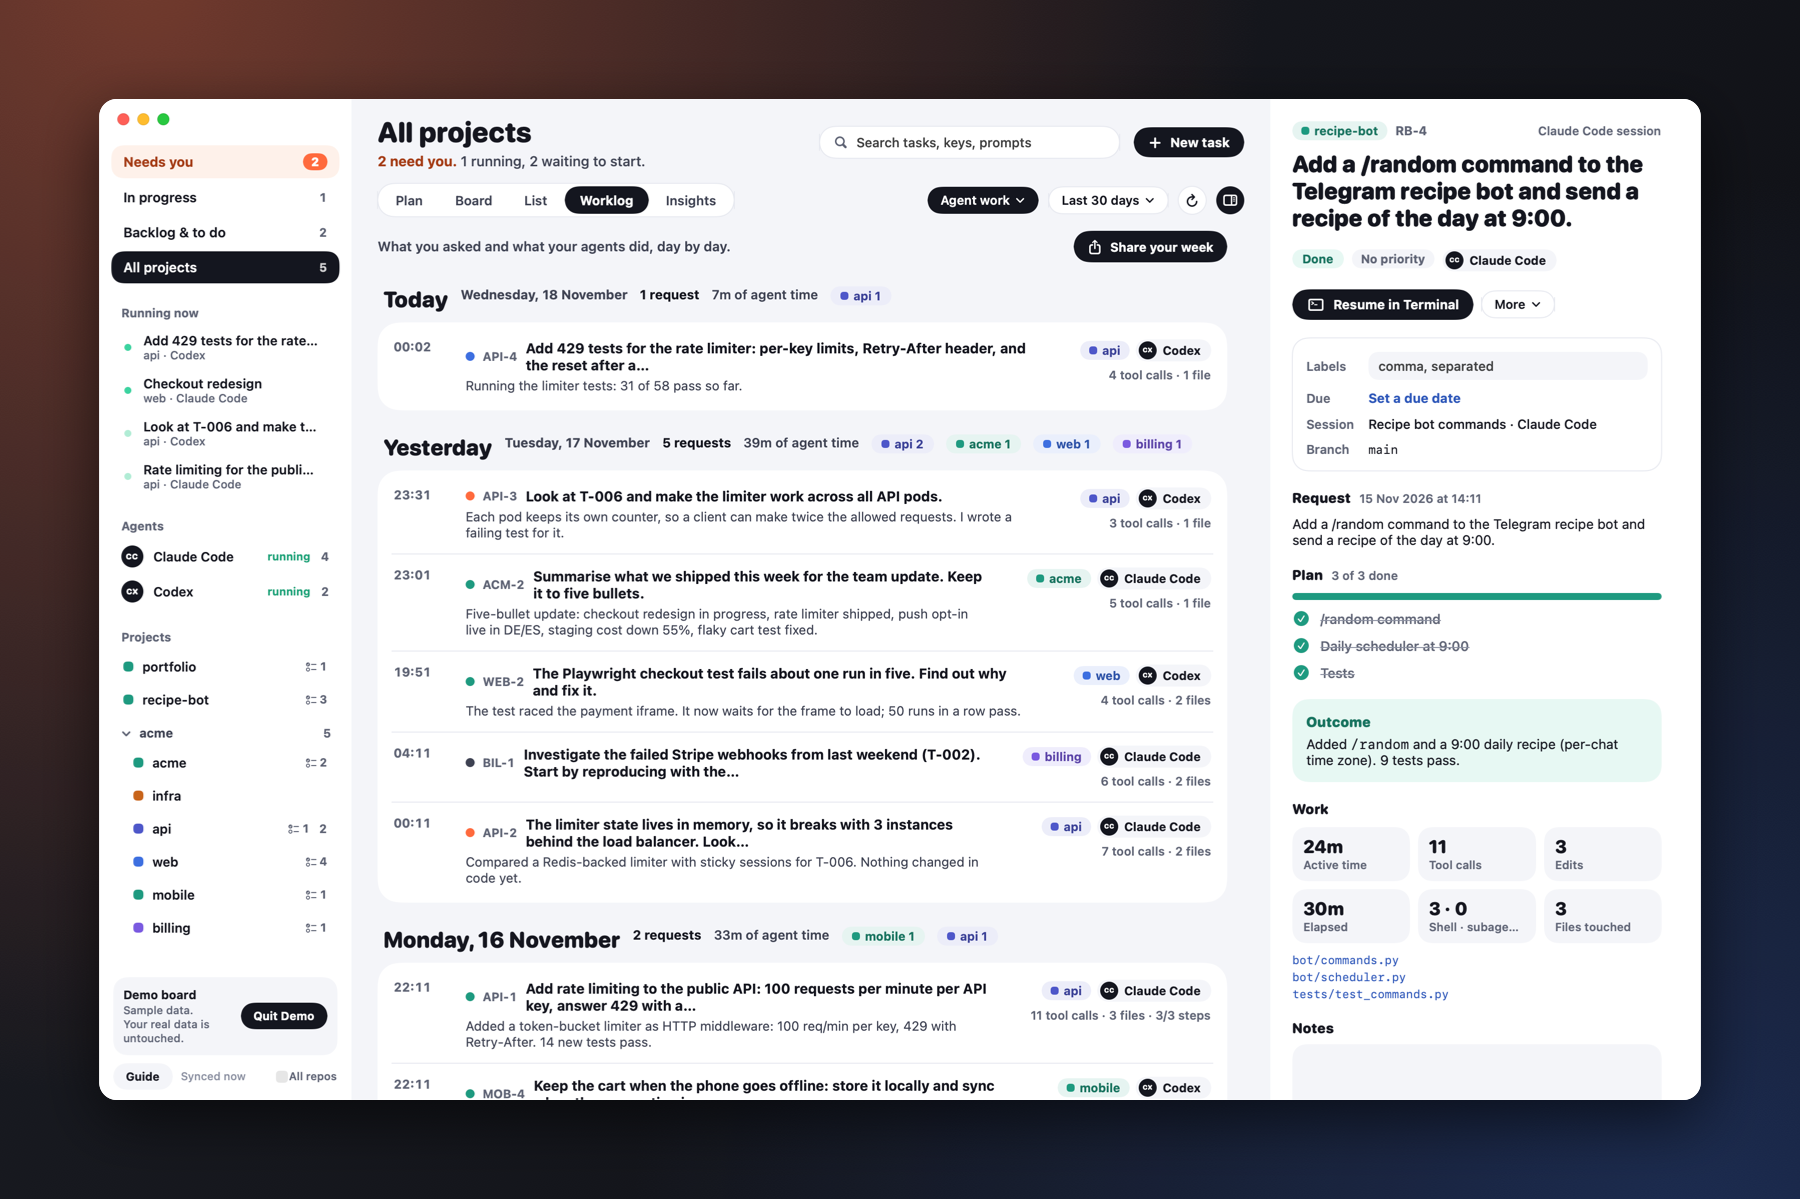 Needs you 2
In progress 1
Backlog & to do 2
All projects 5
Running now
Add 429 tests for the rate...
api · Codex
Checkout redesign
web · Claude Code
Look at T-006 and make t...
api · Codex
Rate limiting for the publi...
api · Claude Code
Agents
cc Claude Code running 4
cx Codex running 2
Projects
portfolio 1
recipe-bot 3
acme 5
acme 2
infra
api 1 2
web 4
mobile 1
billing 1
Demo board
Sample data.
Your real data is
untouched.
Quit Demo
Guide Synced now All repos
All projects
2 need you. 1 running, 2 waiting to start.
Search tasks, keys, prompts
New task
Plan Board List Worklog Insights
Agent work Last 30 days
What you asked and what your agents did, day by day.
Share your week
Today Wednesday, 18 November 1 request 7m of agent time api 1
00:02 API-4 Add 429 tests for the rate limiter: per-key limits, Retry-After header, and
the reset after a...
Running the limiter tests: 31 of 58 pass so far.
api cx Codex
4 tool calls · 1 file
Yesterday Tuesday, 17 November 5 requests 39m of agent time api 2 acme 1 web 1 billing 1
23:31 API-3 Look at T-006 and make the limiter work across all API pods.
Each pod keeps its own counter, so a client can make twice the allowed requests. I wrote a
failing test for it.
api cx Codex
3 tool calls · 1 file
23:01 ACM-2 Summarise what we shipped this week for the team update. Keep
it to five bullets.
Five-bullet update: checkout redesign in progress, rate limiter shipped, push opt-in
live in DE/ES, staging cost down 55%, flaky cart test fixed.
acme cc Claude Code
5 tool calls · 1 file
19:51 WEB-2 The Playwright checkout test fails about one run in five. Find out why
and fix it.
The test raced the payment iframe. It now waits for the frame to load; 50 runs in a row pass.
web cx Codex
4 tool calls · 2 files
04:11 BIL-1 Investigate the failed Stripe webhooks from last weekend (T-002).
Start by reproducing with the...
billing cc Claude Code
6 tool calls · 2 files
00:11 API-2 The limiter state lives in memory, so it breaks with 3 instances
behind the load balancer. Look...
Compared a Redis-backed limiter with sticky sessions for T-006. Nothing changed in
code yet.
api cc Claude Code
7 tool calls · 2 files
Monday, 16 November 2 requests 33m of agent time mobile 1 api 1
22:11 API-1 Add rate limiting to the public API: 100 requests per minute per API
key, answer 429 with a...
Added a token-bucket limiter as HTTP middleware: 100 req/min per key, 429 with
Retry-After. 14 new tests pass.
api cc Claude Code
11 tool calls · 3 files · 3/3 steps
22:11 MOB-4 Keep the cart when the phone goes offline: store it locally and sync
mobile cx Codex
recipe-bot RB-4 Claude Code session
Add a /random command to the
Telegram recipe bot and send a
recipe of the day at 9:00.
Done No priority cc Claude Code
Resume in Terminal More
Labels comma, separated
Due Set a due date
Session Recipe bot commands · Claude Code
Branch main
Request 15 Nov 2026 at 14:11
Add a /random command to the Telegram recipe bot and
send a recipe of the day at 9:00.
Plan 3 of 3 done
/random command
Daily scheduler at 9:00
Tests
Outcome
Added /random and a 9:00 daily recipe (per-chat
time zone). 9 tests pass.
Work
24m 11 3
Active time Tool calls Edits
30m 3 · 0 3
Elapsed Shell · subage... Files touched
bot/commands.py
bot/scheduler.py
tests/test_commands.py
Notes